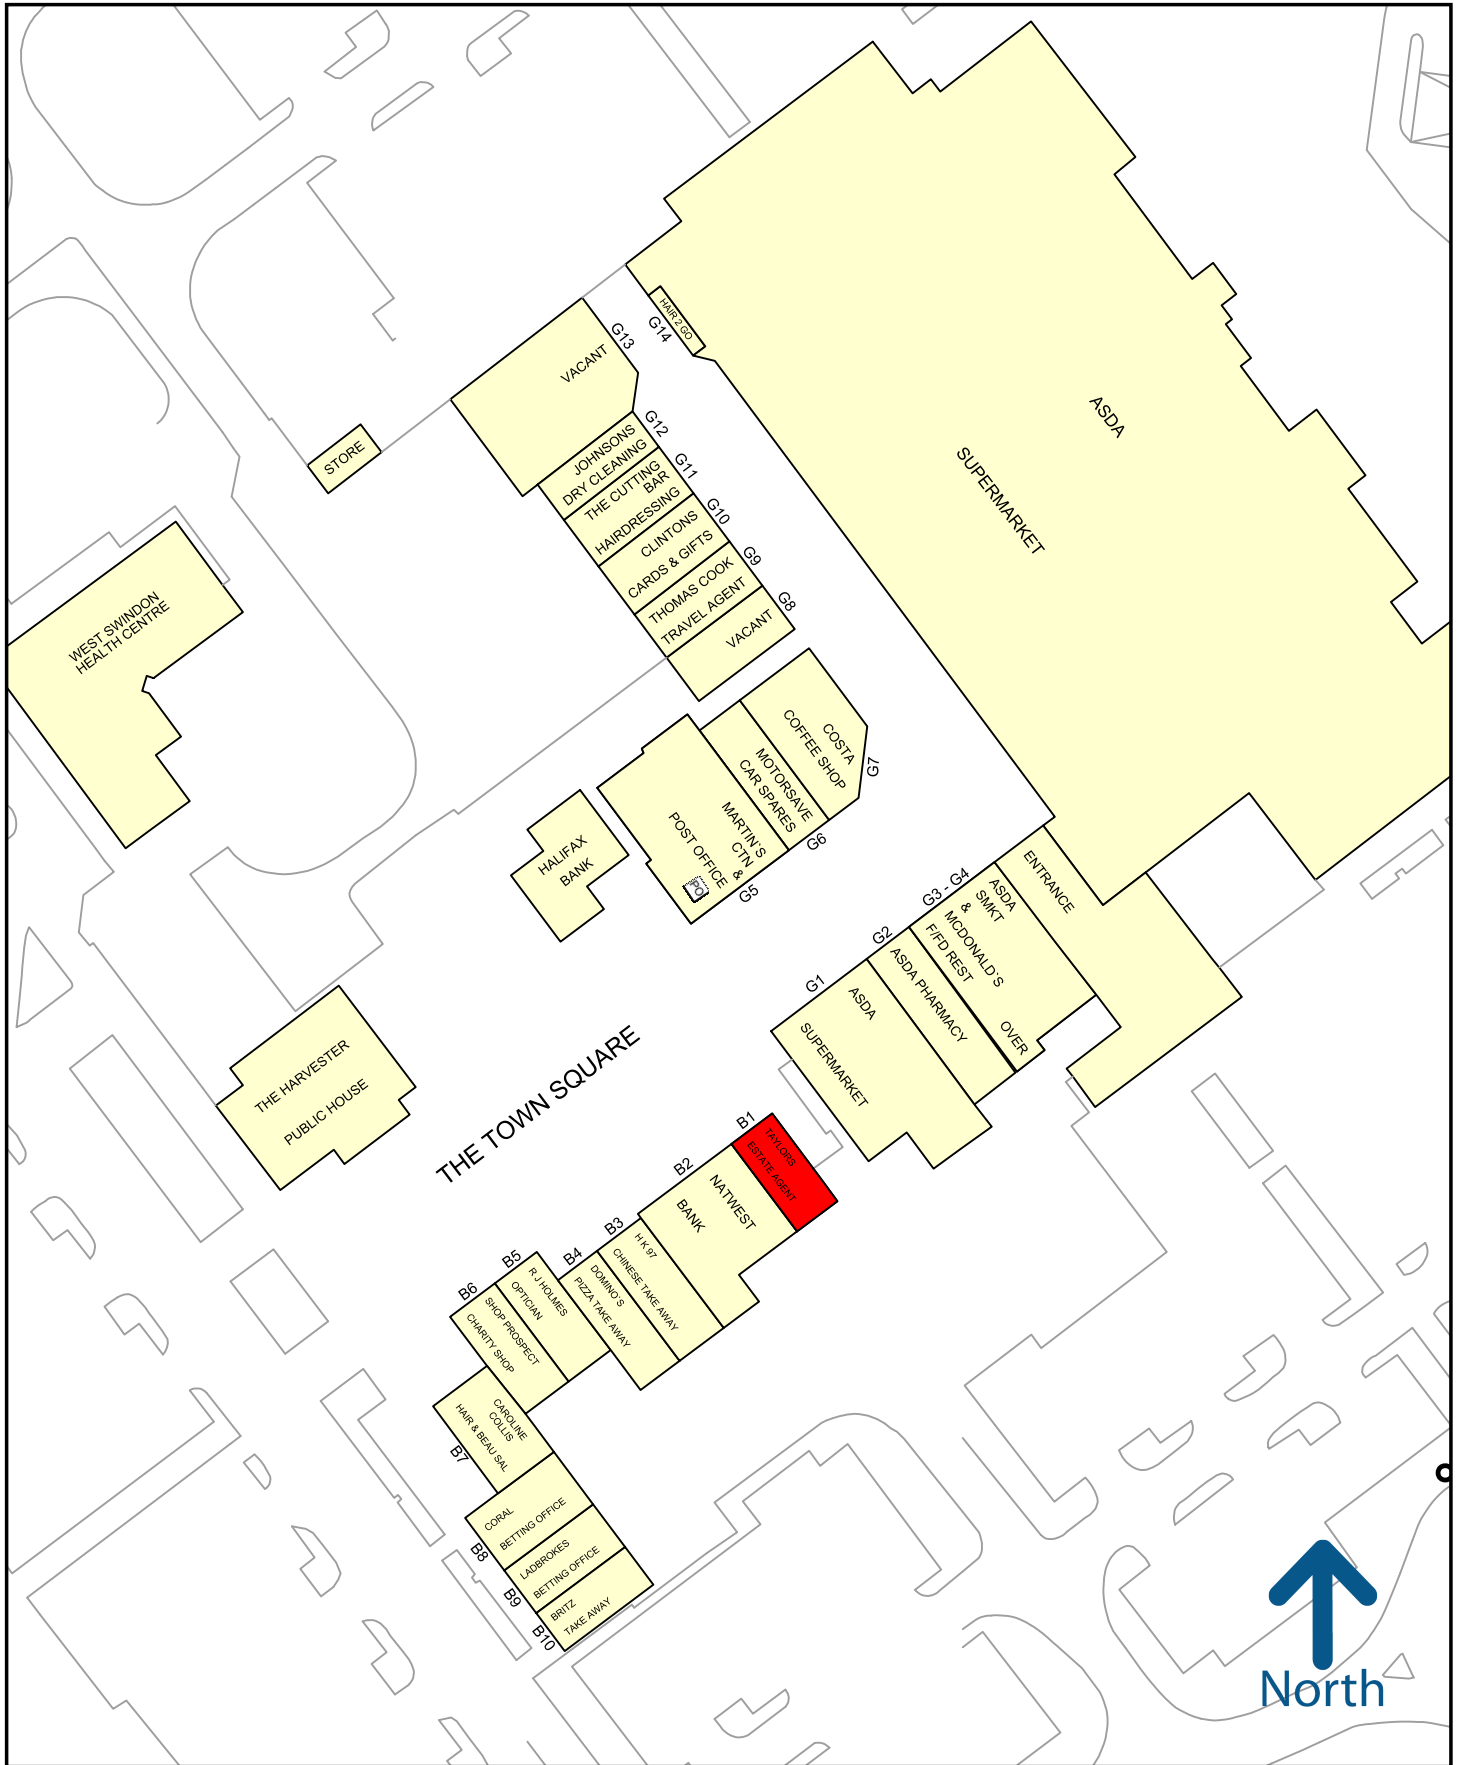 HAIR 2 GO
G14
G13
VACANT
ASDA
SUPERMARKET
STORE
G12
JOHNSONS
DRY CLEANING
G11
THE CUTTING
BAR
HAIRDRESSING
G10
CLINTONS
CARDS & GIFTS
G9
THOMAS COOK
TRAVEL AGENT
G8
VACANT
WEST SWINDON
HEALTH CENTRE
COSTA
COFFEE SHOP
G7
MOTORSAVE
CAR SPARES
G6
MARTIN'S
CTN &
POST OFFICE
PO
G5
HALIFAX
BANK
ENTRANCE
G3 - G4
ASDA
SMKT
&
MCDONALD'S
F/FD REST
OVER
G2
ASDA PHARMACY
G1
ASDA
SUPERMARKET
THE HARVESTER
PUBLIC HOUSE
THE TOWN SQUARE
B1
TAYLORS
ESTATE AGENT
B2
NATWEST
BANK
B3
H K 97
CHINESE TAKE AWAY
B4
DOMINO'S
PIZZA TAKE AWAY
B5
R J HOLMES
OPTICIAN
B6
SHOP PROSPECT
CHARITY SHOP
CAROLINE
COLLIS
HAIR & BEAU SAL
B7
CORAL
BETTING OFFICE
B8
LADBROKES
BETTING OFFICE
B9
BRITZ
TAKE AWAY
B10
North